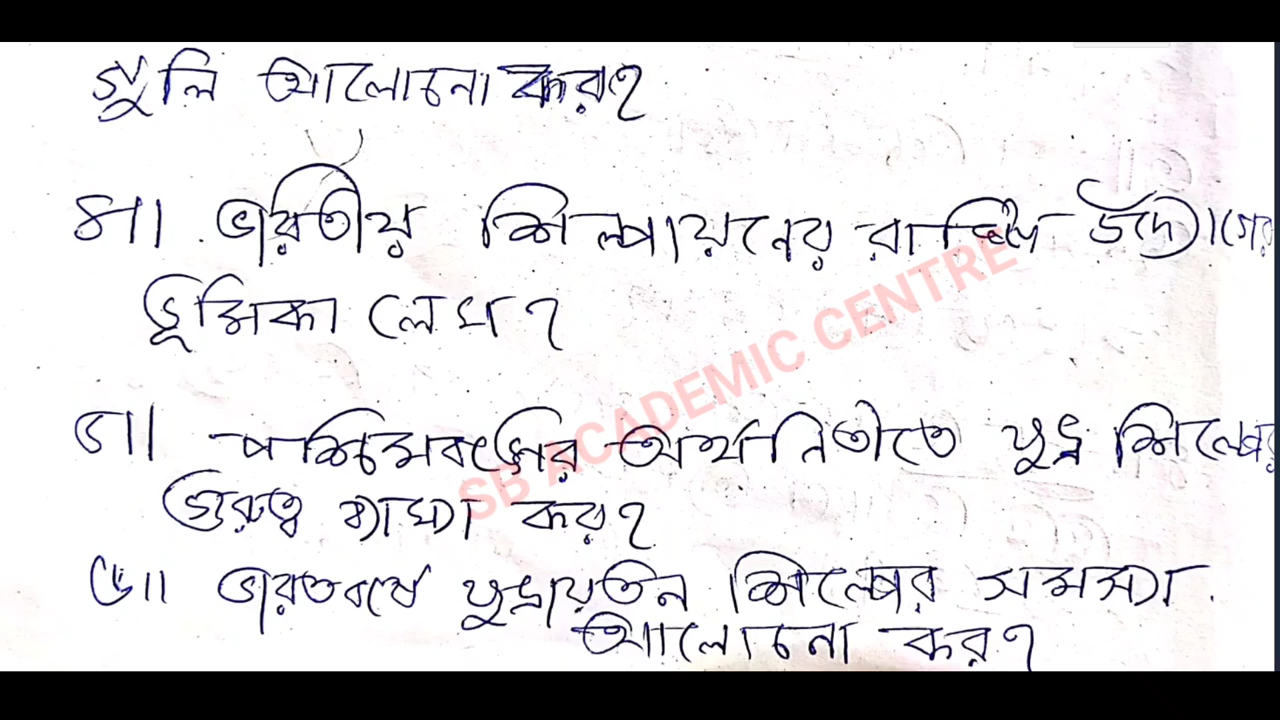 গুলি আলোচনা কর?
৪। ভারতীয় শিল্পায়নের উদ্যোগের
ভূমিকা লেখ?
৫।। পশ্চিমবঙ্গের অর্থনিতীতে ক্ষুদ্র শিল্পের
গুরুত্ব ব্যাখ্যা কর?
৬।। ভারতবর্ষে ক্ষুদ্রায়তন শিল্পের সমস্যা
আলোচনা কর?
SB ACADEMIC CENTRE